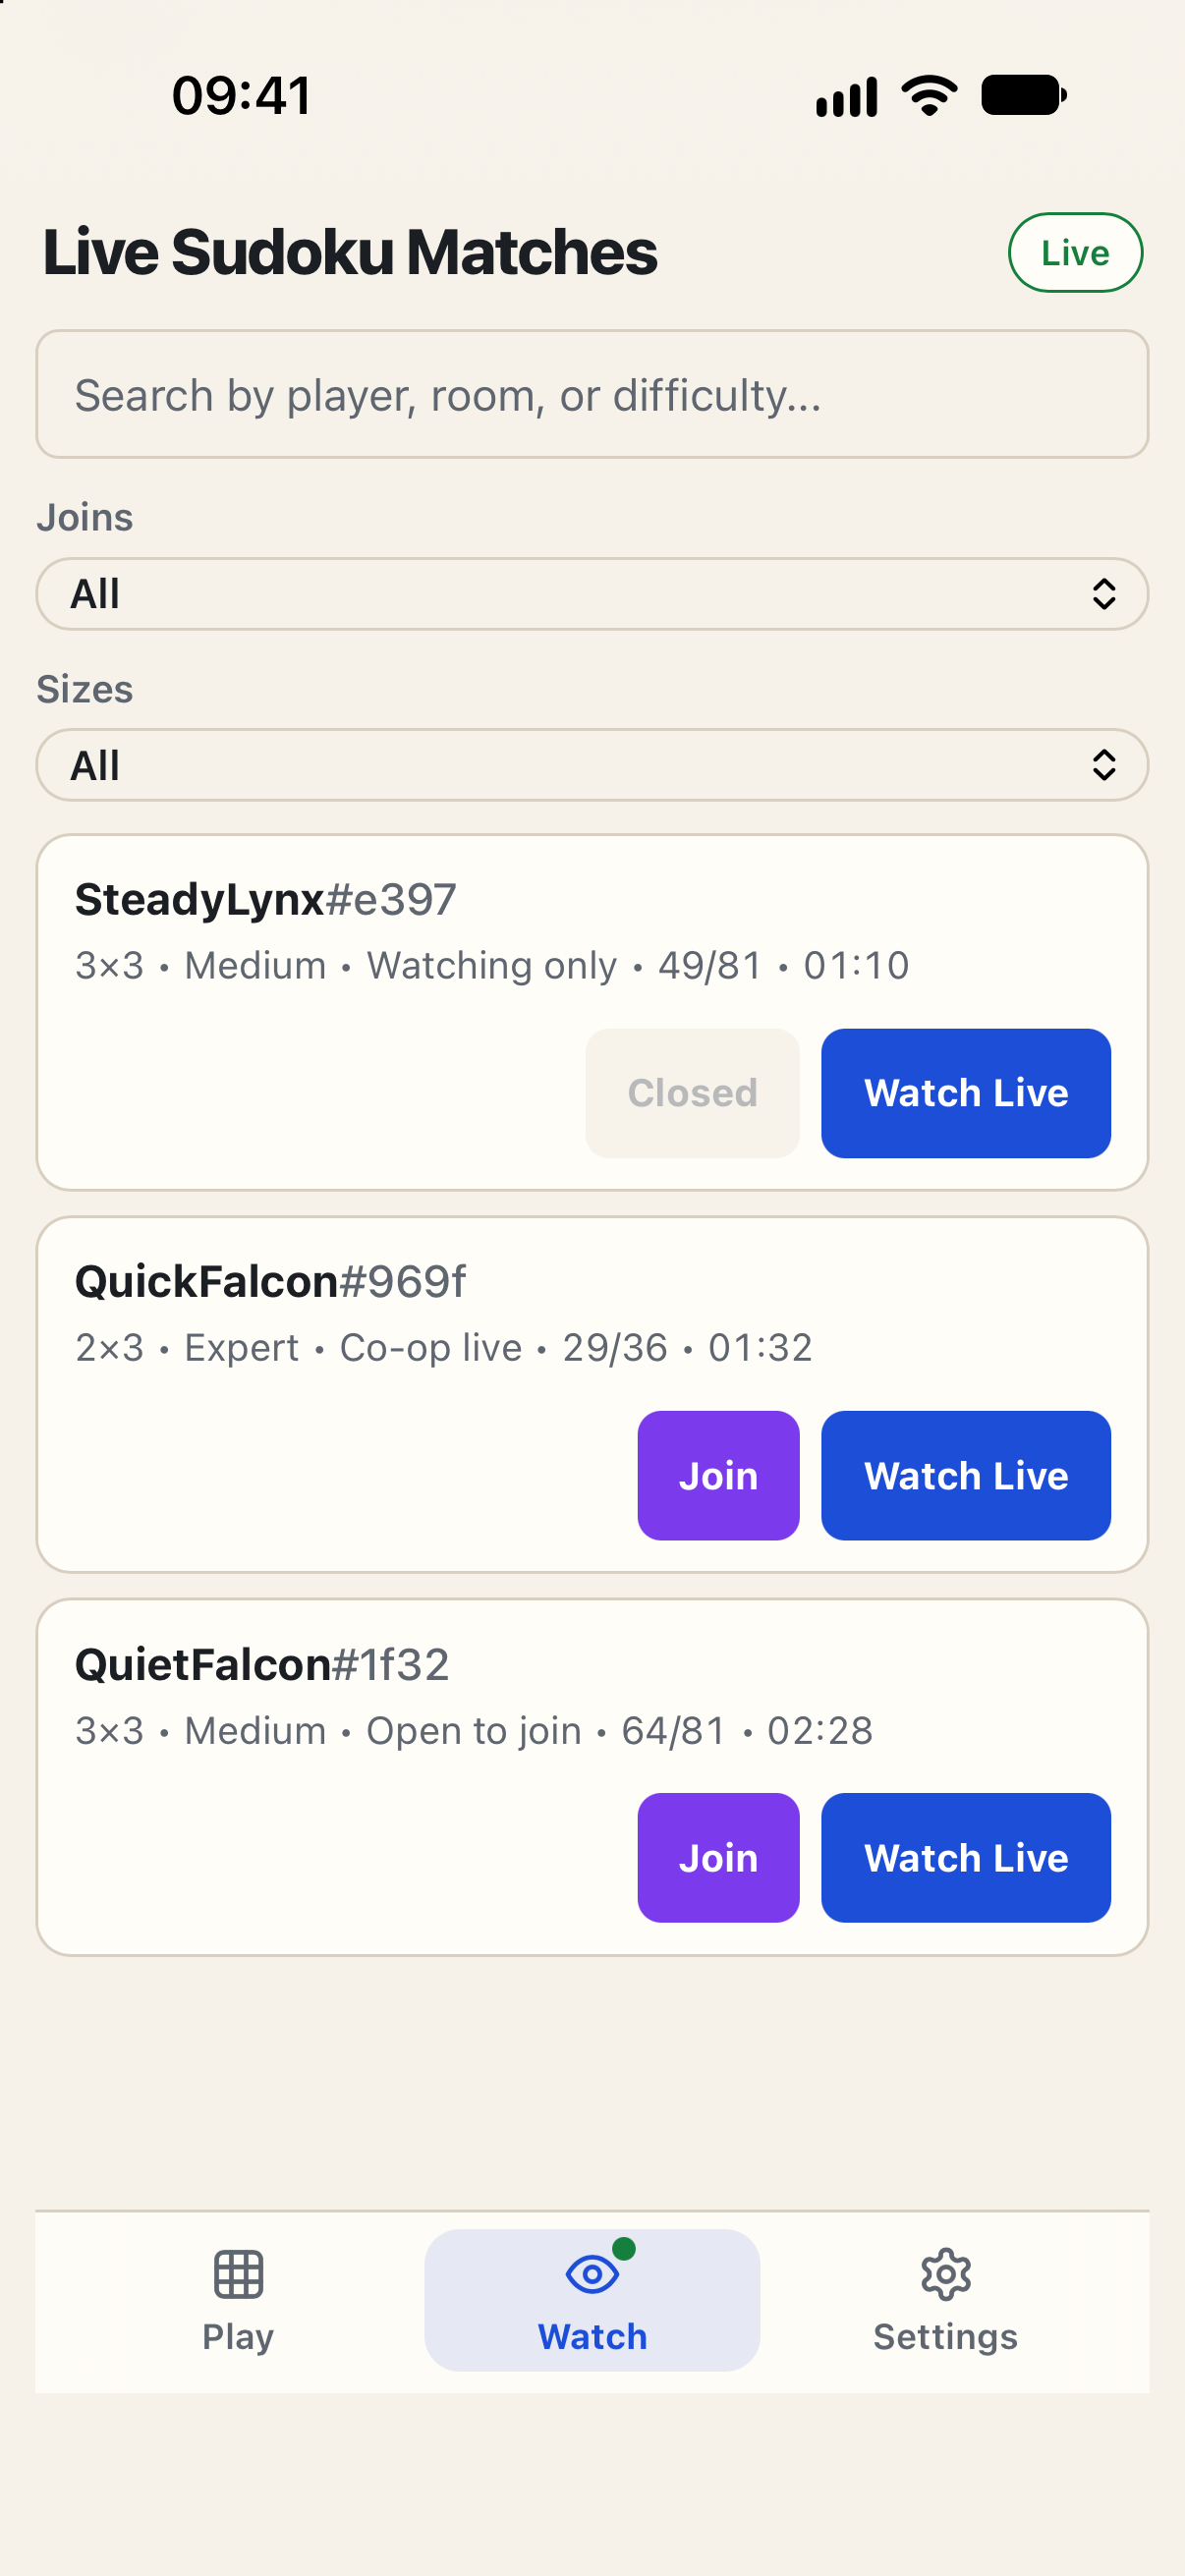 09:41
Live Sudoku Matches
Live
Search by player, room, or difficulty...
Joins
All
Sizes
All
SteadyLynx#e397
3×3 • Medium • Watching only • 49/81 • 01:10
Closed
Watch Live
QuickFalcon#969f
2×3 • Expert • Co-op live • 29/36 • 01:32
Join
Watch Live
QuietFalcon#1f32
3×3 • Medium • Open to join • 64/81 • 02:28
Join
Watch Live
Play
Watch
Settings